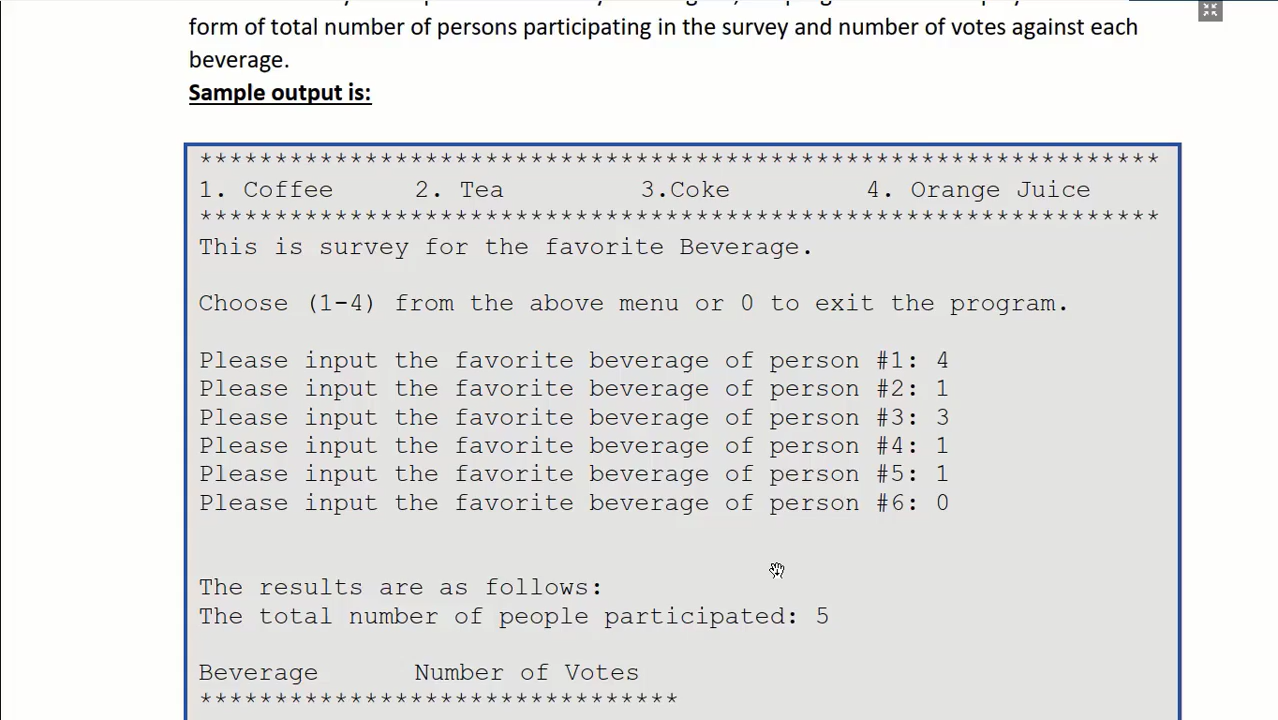 form of total number of persons participating in the survey and number of votes against each
beverage.
Sample output is:
****************************************************************
1. Coffee 2. Tea 3.Coke 4. Orange Juice
****************************************************************
This is survey for the favorite Beverage.
Choose (1-4) from the above menu or 0 to exit the program.
Please input the favorite beverage of person #1: 4
Please input the favorite beverage of person #2: 1
Please input the favorite beverage of person #3: 3
Please input the favorite beverage of person #4: 1
Please input the favorite beverage of person #5: 1
Please input the favorite beverage of person #6: 0
The results are as follows:
The total number of people participated: 5
Beverage Number of Votes
********************************